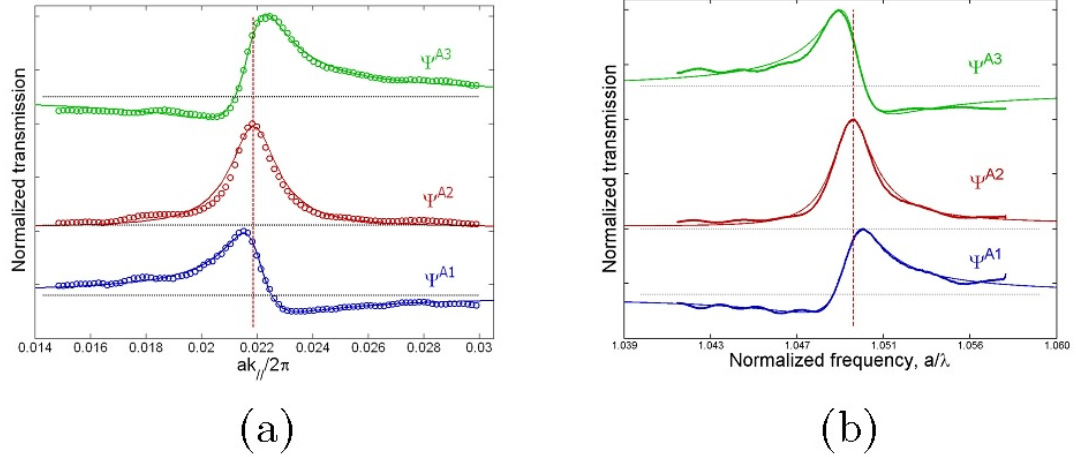 Normalized transmission
Ψ^A3
Ψ^A2
Ψ^A1
0.014 0.016 0.018 0.02 0.022 0.024 0.026 0.028 0.03
ak_///2π
(a)
Normalized transmission
Ψ^A3
Ψ^A2
Ψ^A1
1.039 1.043 1.047 1.051 1.056 1.060
Normalized frequency, a/λ
(b)